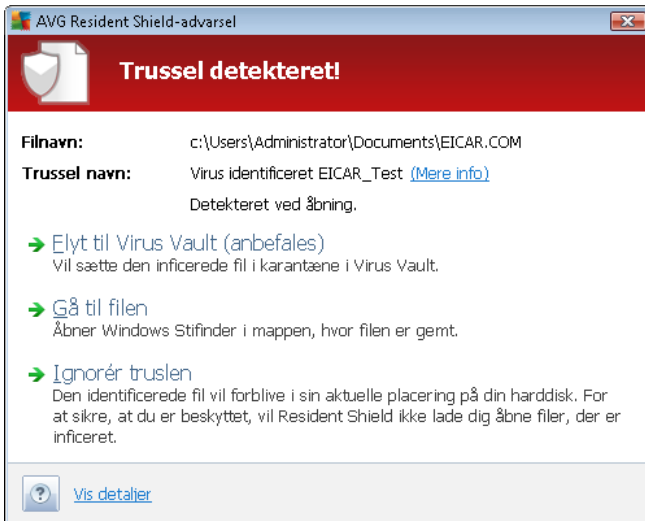 AVG Resident Shield-advarsel
Trussel detekteret!
Filnavn: c:\Users\Administrator\Documents\EICAR.COM
Trussel navn: Virus identificeret EICAR_Test (Mere info)
Detekteret ved åbning.
Flyt til Virus Vault (anbefales)
Vil sætte den inficerede fil i karantæne i Virus Vault.
Gå til filen
Åbner Windows Stifinder i mappen, hvor filen er gemt.
Ignorér truslen
Den identificerede fil vil forblive i sin aktuelle placering på din harddisk. For
at sikre, at du er beskyttet, vil Resident Shield ikke lade dig åbne filer, der er
inficeret.
? Vis detaljer